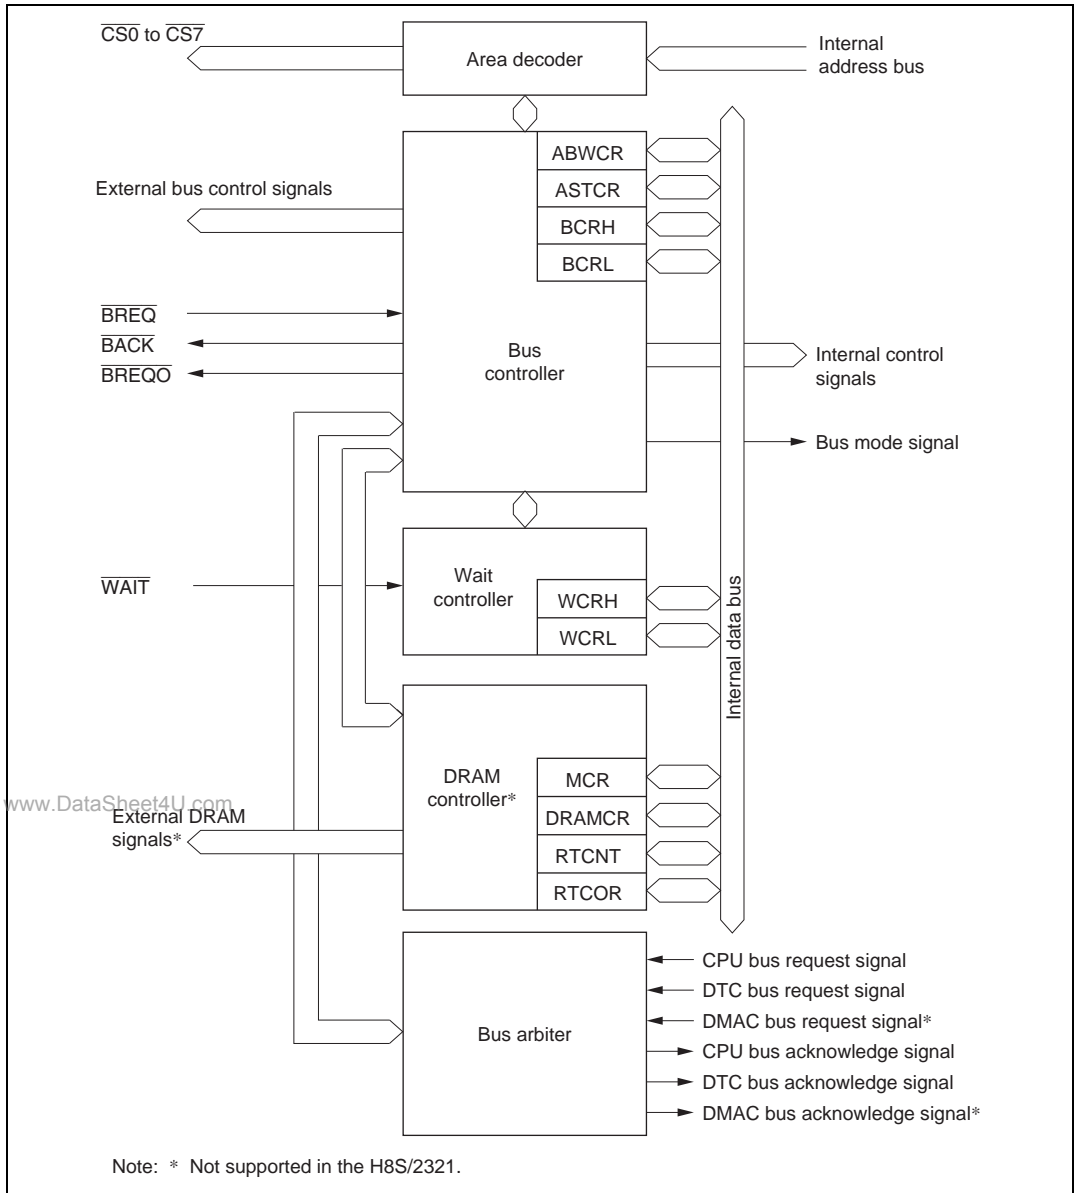 CS0 to CS7
Area decoder
Internal
address bus
ABWCR
ASTCR
BCRH
BCRL
External bus control signals
BREQ
BACK
BREQO
Bus
controller
Internal control
signals
Bus mode signal
WAIT
Wait
controller
WCRH
WCRL
Internal data bus
DRAM
controller*
MCR
DRAMCR
RTCNT
RTCOR
www.DataSheet4U.com
External DRAM
signals*
Bus arbiter
CPU bus request signal
DTC bus request signal
DMAC bus request signal*
CPU bus acknowledge signal
DTC bus acknowledge signal
DMAC bus acknowledge signal*
Note: * Not supported in the H8S/2321.